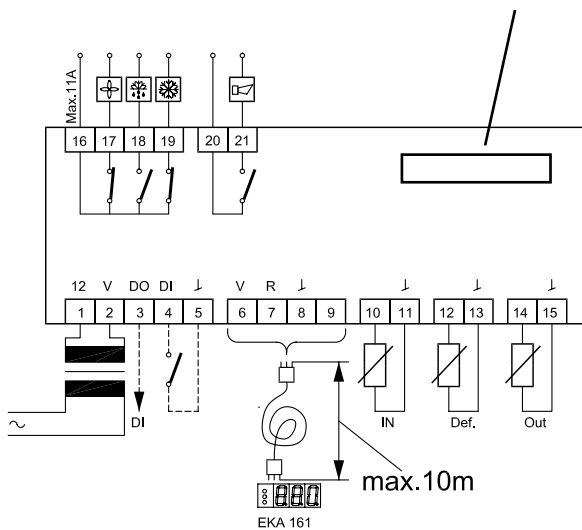 Max.11A
16 17 18 19 20 21
12 V DO DI ⊥ V R ⊥ ⊥ ⊥ ⊥
1 2 3 4 5 6 7 8 9 10 11 12 13 14 15
~ DI IN Def. Out
max.10m
EKA 161